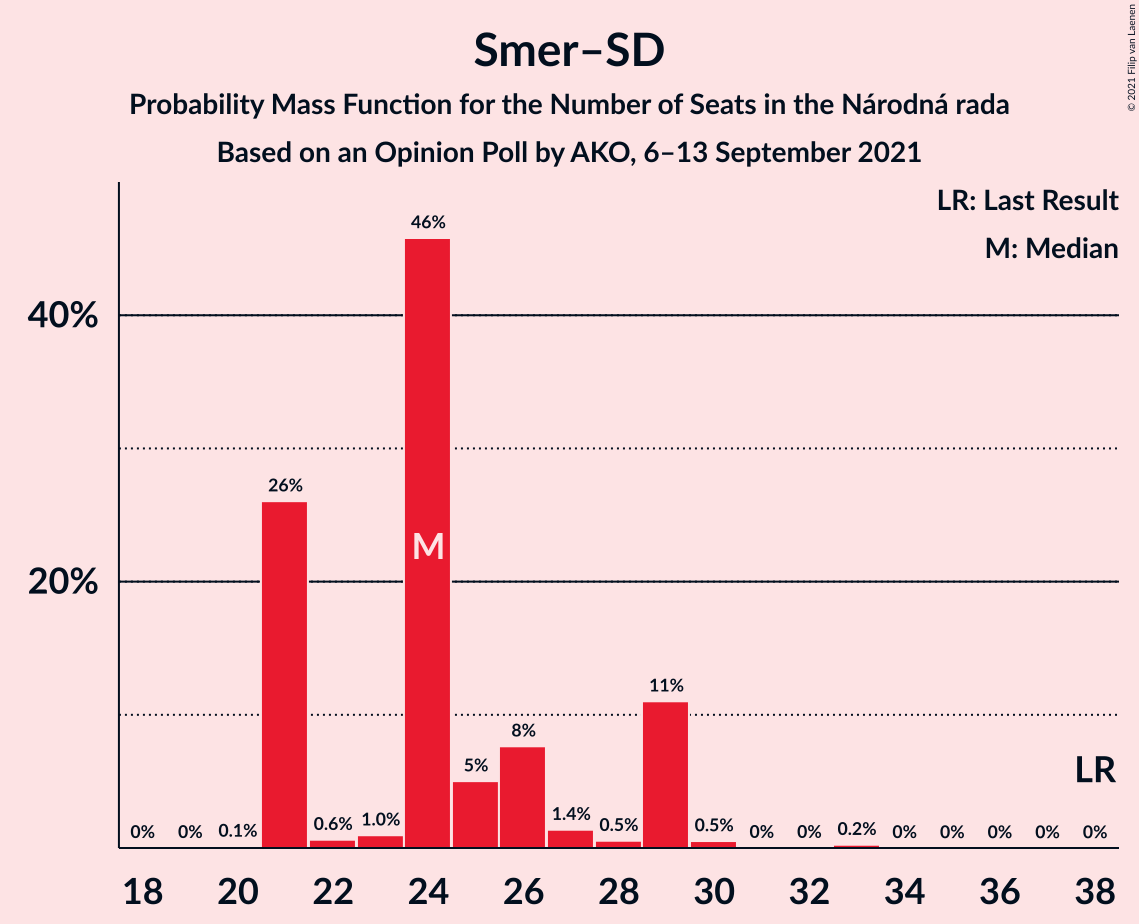 © 2021 Filip van Laenen
Smer–SD
Probability Mass Function for the Number of Seats in the Národná rada
Based on an Opinion Poll by AKO, 6–13 September 2021
LR: Last Result
M: Median
40%
20%
0% 0% 0.1% 26% 0.6% 1.0% 46% 5% 8% 1.4% 0.5% 11% 0.5% 0% 0% 0.2% 0% 0% 0% 0% 0%
M
LR
18 20 22 24 26 28 30 32 34 36 38